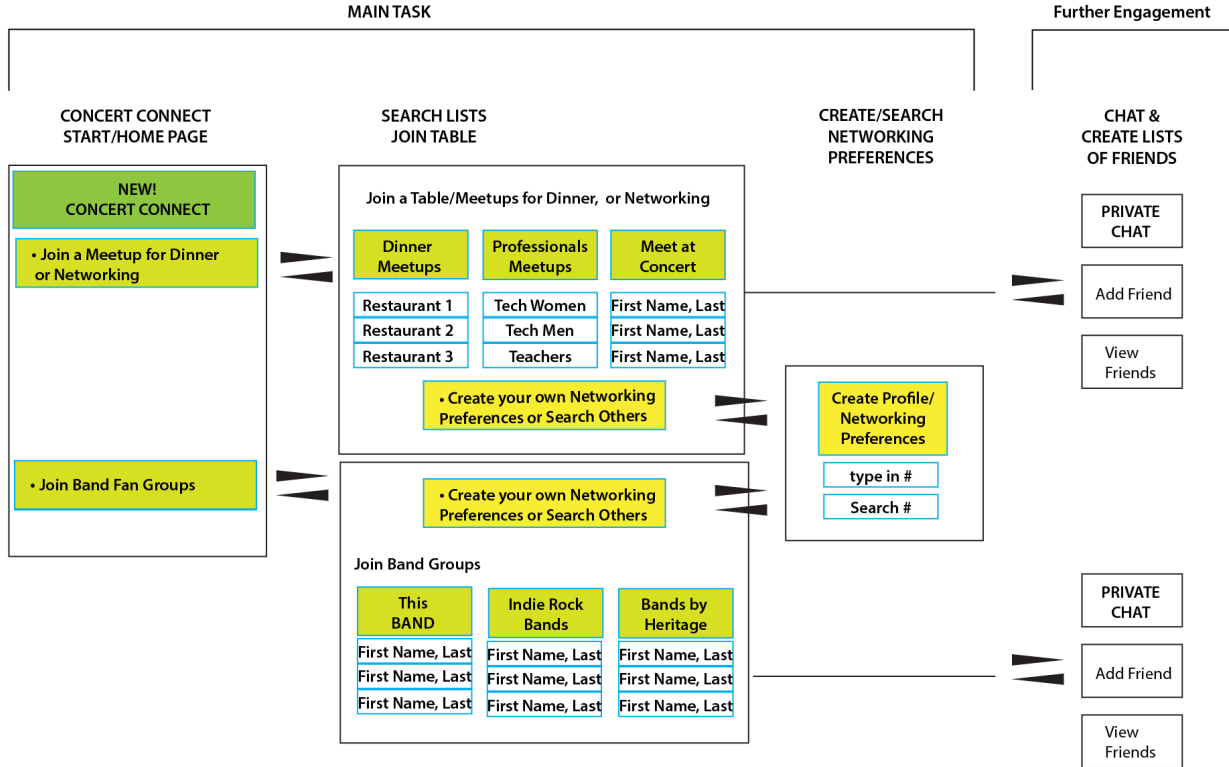 MAIN TASK
Further Engagement
CONCERT CONNECT
START/HOME PAGE
SEARCH LISTS
JOIN TABLE
CREATE/SEARCH
NETWORKING
PREFERENCES
CHAT &
CREATE LISTS
OF FRIENDS
NEW!
CONCERT CONNECT
• Join a Meetup for Dinner
or Networking
• Join Band Fan Groups
Join a Table/Meetups for Dinner, or Networking
Dinner
Meetups
Restaurant 1
Restaurant 2
Restaurant 3
Professionals
Meetups
Tech Women
Tech Men
Teachers
Meet at
Concert
First Name, Last
First Name, Last
First Name, Last
• Create your own Networking
Preferences or Search Others
• Create your own Networking
Preferences or Search Others
Join Band Groups
This
BAND
First Name, Last
First Name, Last
First Name, Last
Indie Rock
Bands
First Name, Last
First Name, Last
First Name, Last
Bands by
Heritage
First Name, Last
First Name, Last
First Name, Last
Create Profile/
Networking
Preferences
type in #
Search #
PRIVATE
CHAT
Add Friend
View
Friends
PRIVATE
CHAT
Add Friend
View
Friends